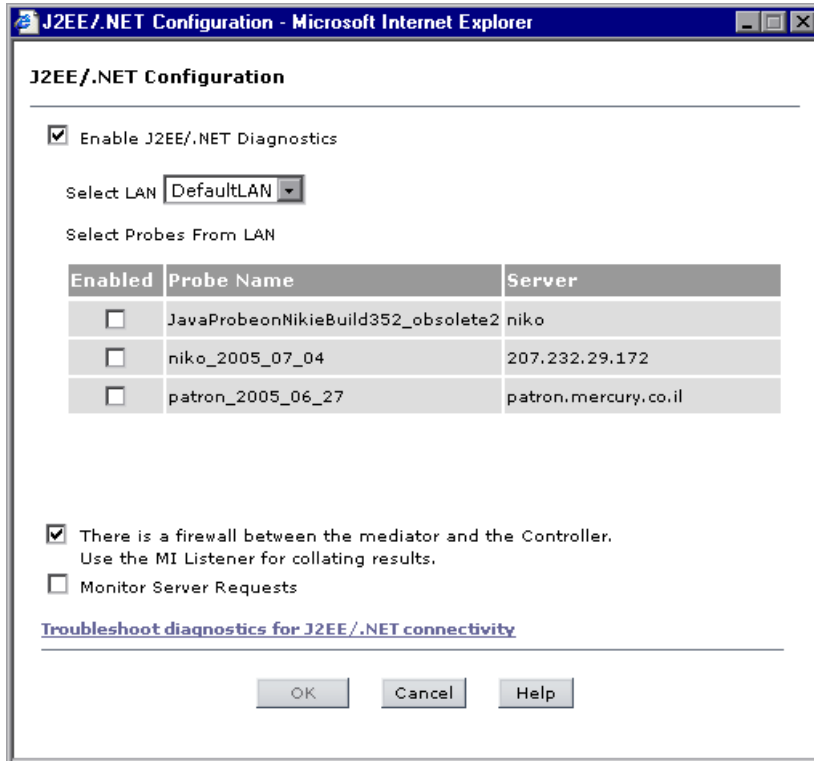 J2EE/.NET Configuration - Microsoft Internet Explorer
J2EE/.NET Configuration
Enable J2EE/.NET Diagnostics
Select LAN DefaultLAN
Select Probes From LAN
Enabled Probe Name Server
JavaProbeonNikieBuild352_obsolete2 niko
niko_2005_07_04 207.232.29.172
patron_2005_06_27 patron.mercury.co.il
There is a firewall between the mediator and the Controller.
Use the MI Listener for collating results.
Monitor Server Requests
Troubleshoot diagnostics for J2EE/.NET connectivity
OK Cancel Help